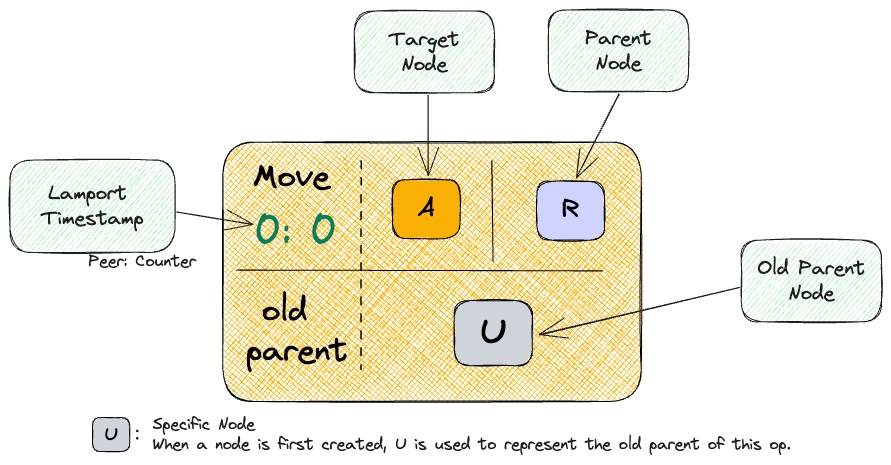 Target
Node
Parent
Node
Lamport
Timestamp
Peer: Counter
Move
0: 0
A
R
old
parent
U
Old Parent
Node
U : Specific Node
When a node is first created, U is used to represent the old parent of this op.